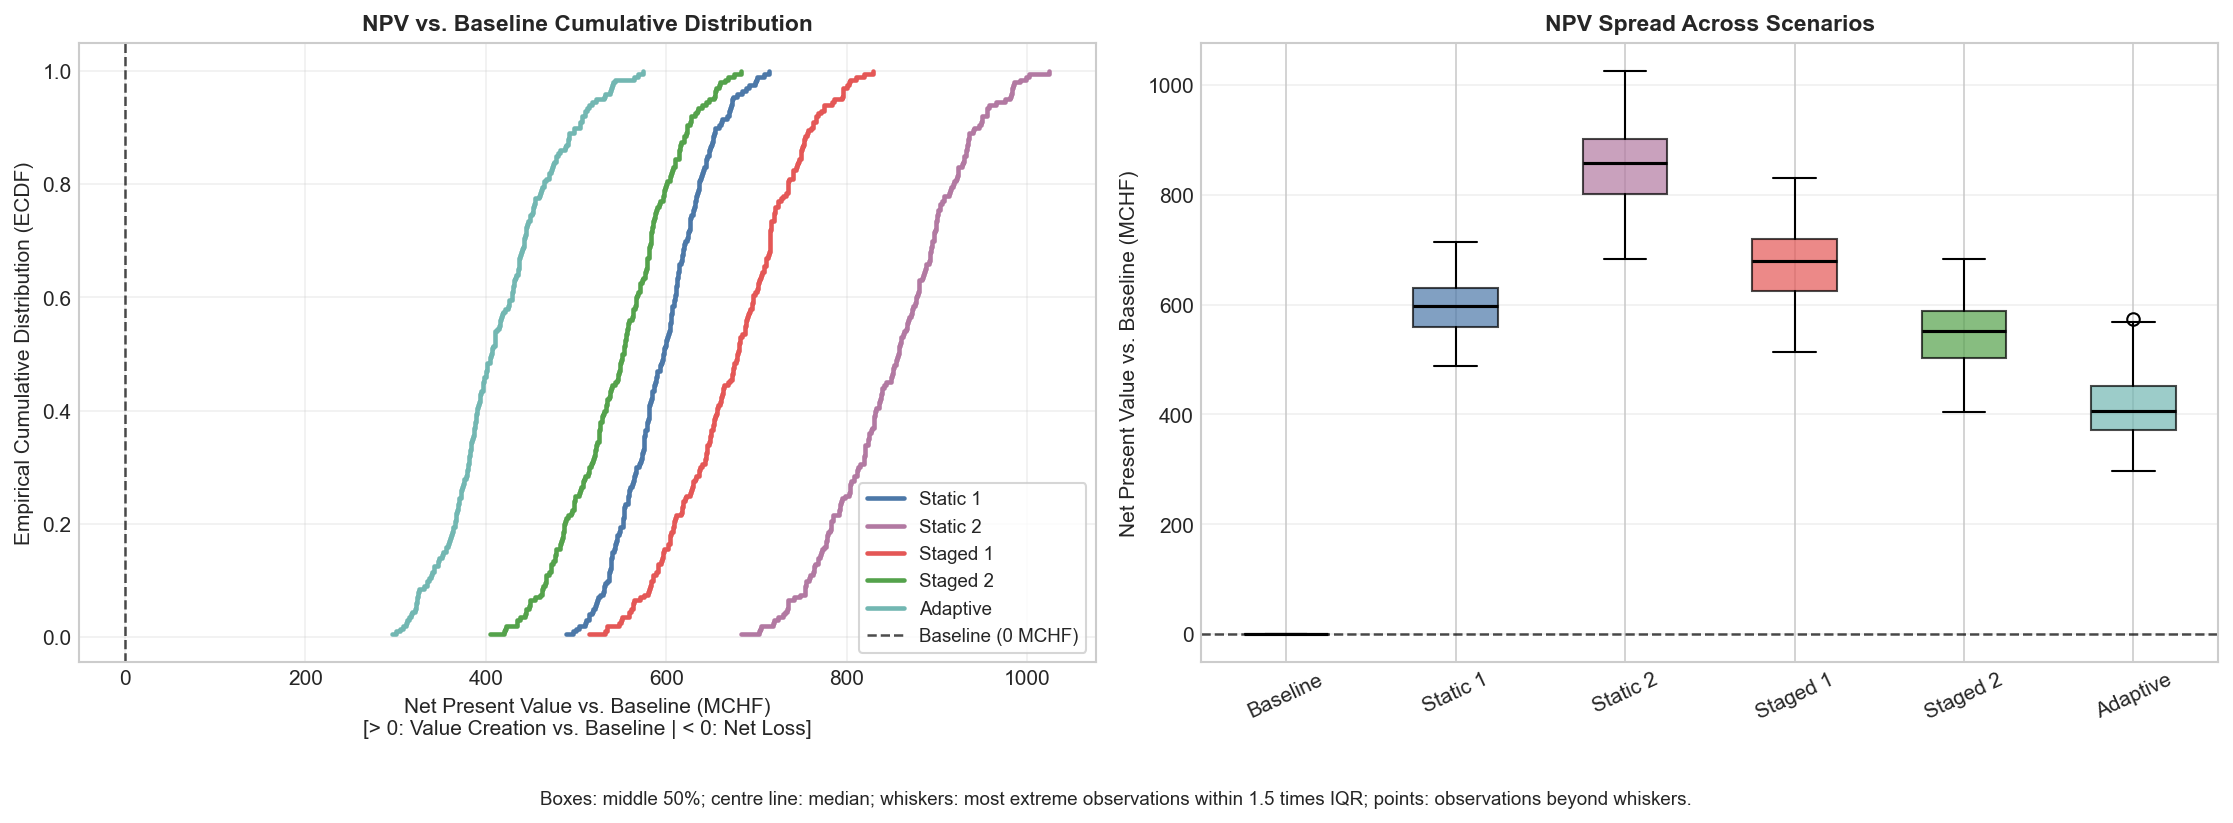 NPV vs. Baseline Cumulative Distribution
Empirical Cumulative Distribution (ECDF)
1.0
0.8
0.6
0.4
0.2
0.0
0 200 400 600 800 1000
Net Present Value vs. Baseline (MCHF)
[> 0: Value Creation vs. Baseline | < 0: Net Loss]
Static 1
Static 2
Staged 1
Staged 2
Adaptive
Baseline (0 MCHF)
NPV Spread Across Scenarios
Net Present Value vs. Baseline (MCHF)
1000
800
600
400
200
0
Baseline Static 1 Static 2 Staged 1 Staged 2 Adaptive
Boxes: middle 50%; centre line: median; whiskers: most extreme observations within 1.5 times IQR; points: observations beyond whiskers.